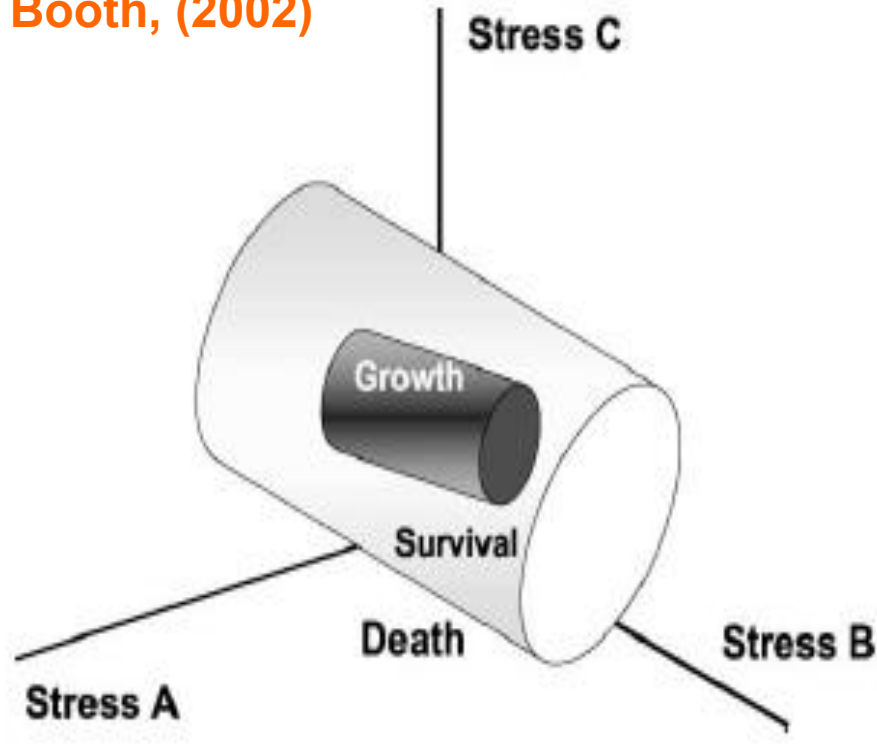 Booth, (2002)
Stress C
Growth
Survival
Death
Stress B
Stress A